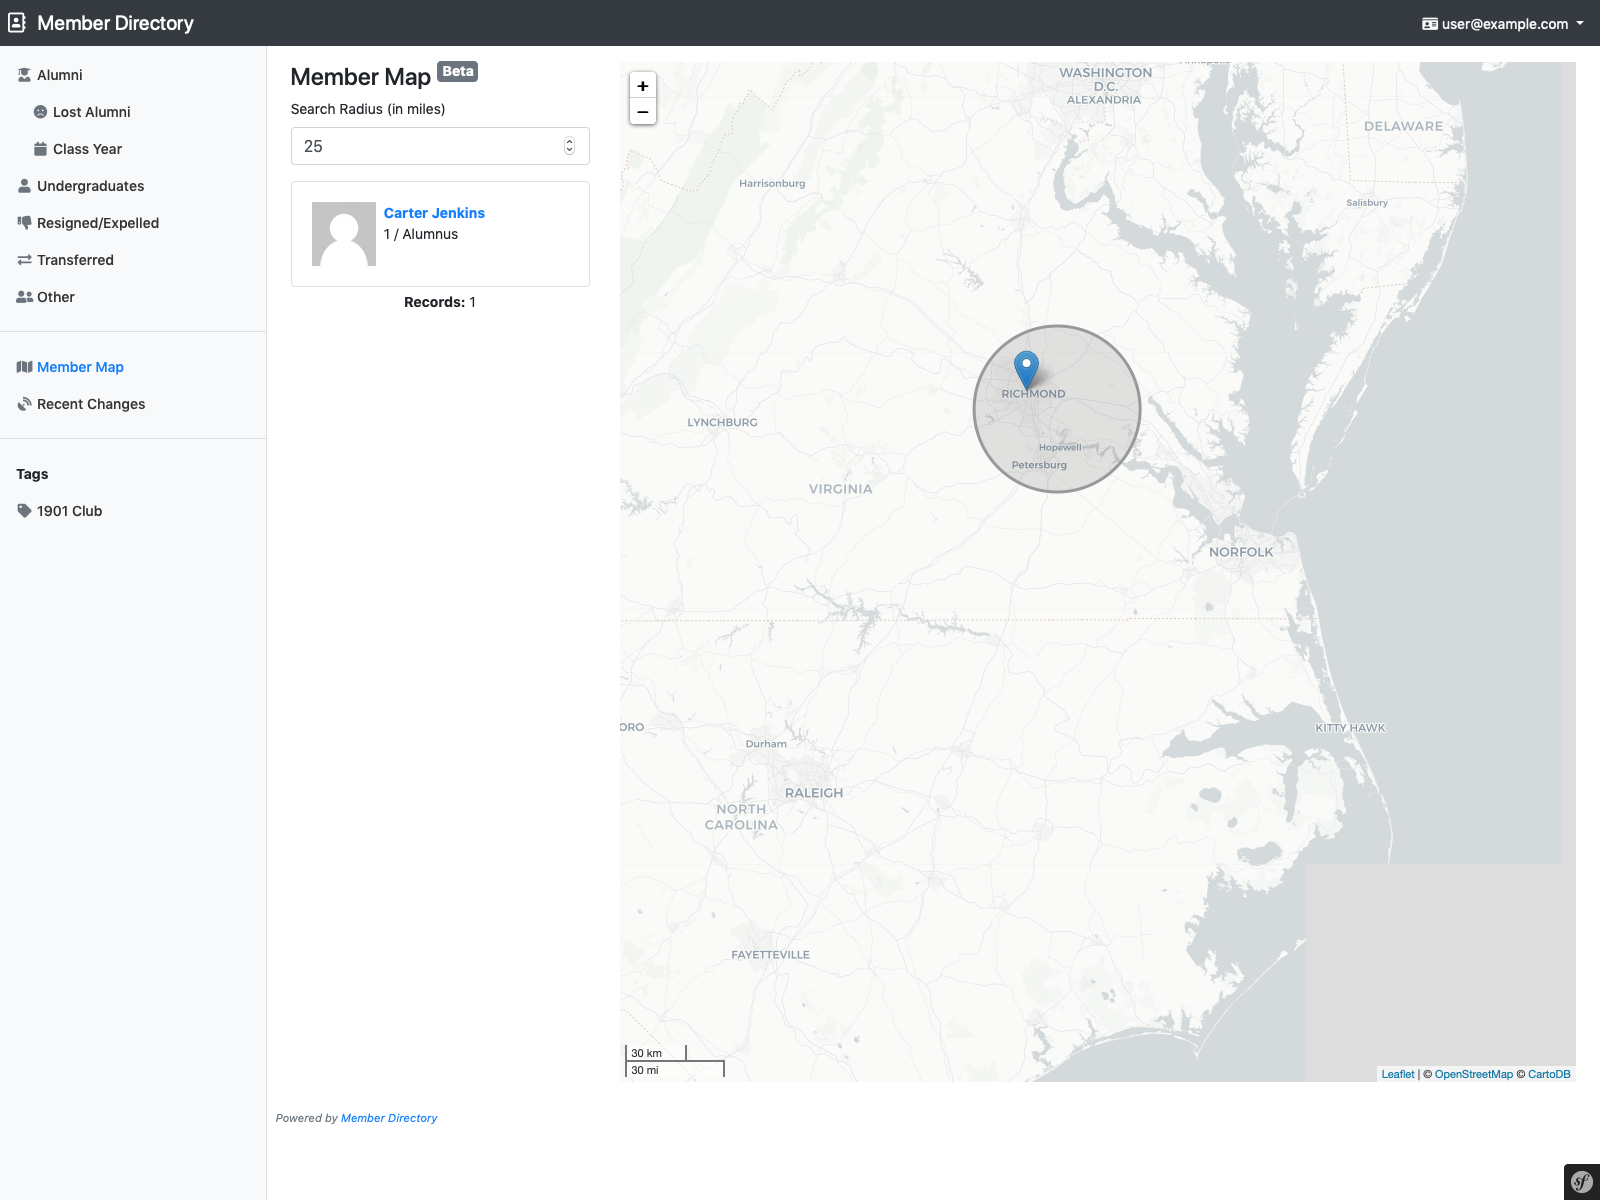 Member Directory
user@example.com
Alumni
Lost Alumni
Class Year
Undergraduates
Resigned/Expelled
Transferred
Other
Member Map
Recent Changes
Tags
1901 Club
Member Map Beta
Search Radius (in miles)
25
Carter Jenkins
1 / Alumnus
Records: 1
+
−
WASHINGTON
D.C.
ALEXANDRIA
DELAWARE
Harrisonburg
Salisbury
RICHMOND
LYNCHBURG
Hopewell
Petersburg
VIRGINIA
NORFOLK
ORO
KITTY HAWK
Durham
RALEIGH
NORTH
CAROLINA
FAYETTEVILLE
30 km
30 mi
Leaflet | © OpenStreetMap © CartoDB
Powered by Member Directory
sf